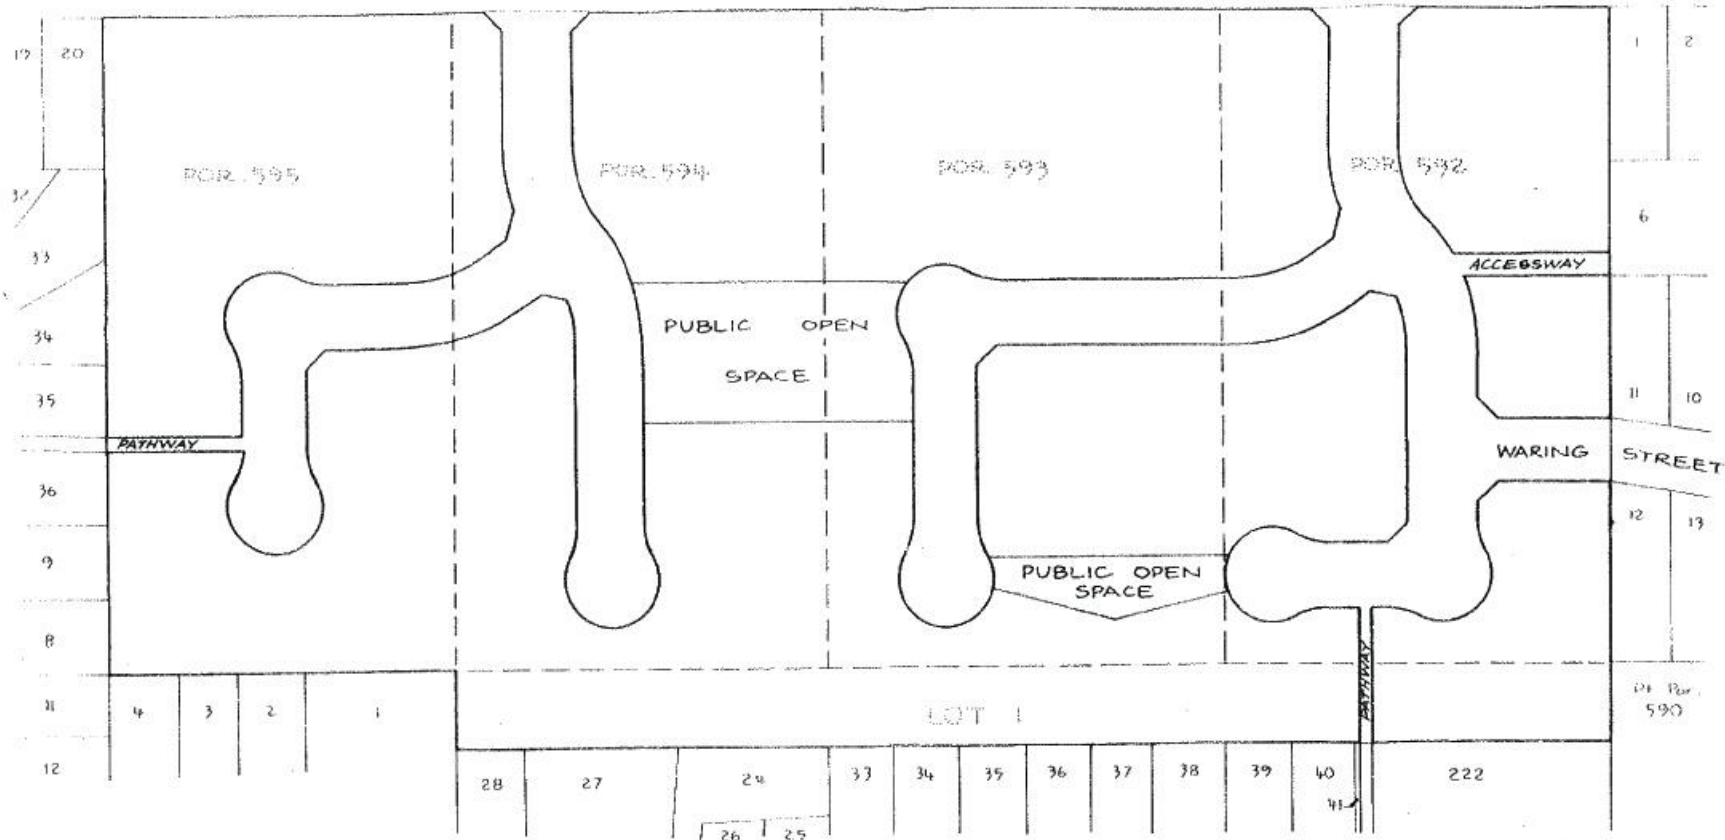 19 20
1 2
POR. 595 POR. 594 POR. 593 POR. 592
32
6
33
ACCESSWAY
34
PUBLIC OPEN
SPACE
35
11 10
PATHWAY
WARING STREET
36
12 13
9
PUBLIC OPEN
SPACE
8
PATHWAY
11
4 3 2 1
LOT 1
Pt Por.
590
12
28 27 24 33 34 35 36 37 38 39 40 222
41
26 25